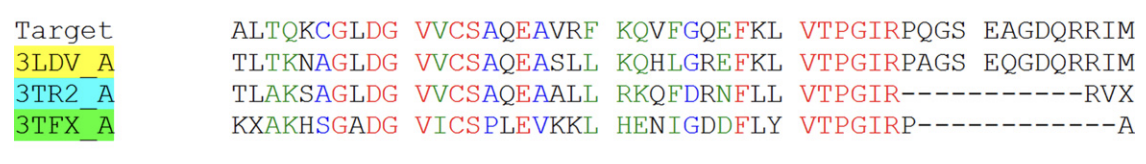 Target ALTQKCGLDG VVCSAQEAVRF KQVFGQEFKL VTPGIRPQGS EAGDQRRIM
3LDV_A TLTKNAGLDG VVCSAQEASLL KQHLGREFKL VTPGIRPAGS EQGDQRRIM
3TR2_A TLAKSAGLDG VVCSAQEAALL RKQFDRNFLL VTPGIR-----------RVX
3TFX_A KXAKHSGADG VICSPLEVKKL HENIGDDFLY VTPGIRP------------A